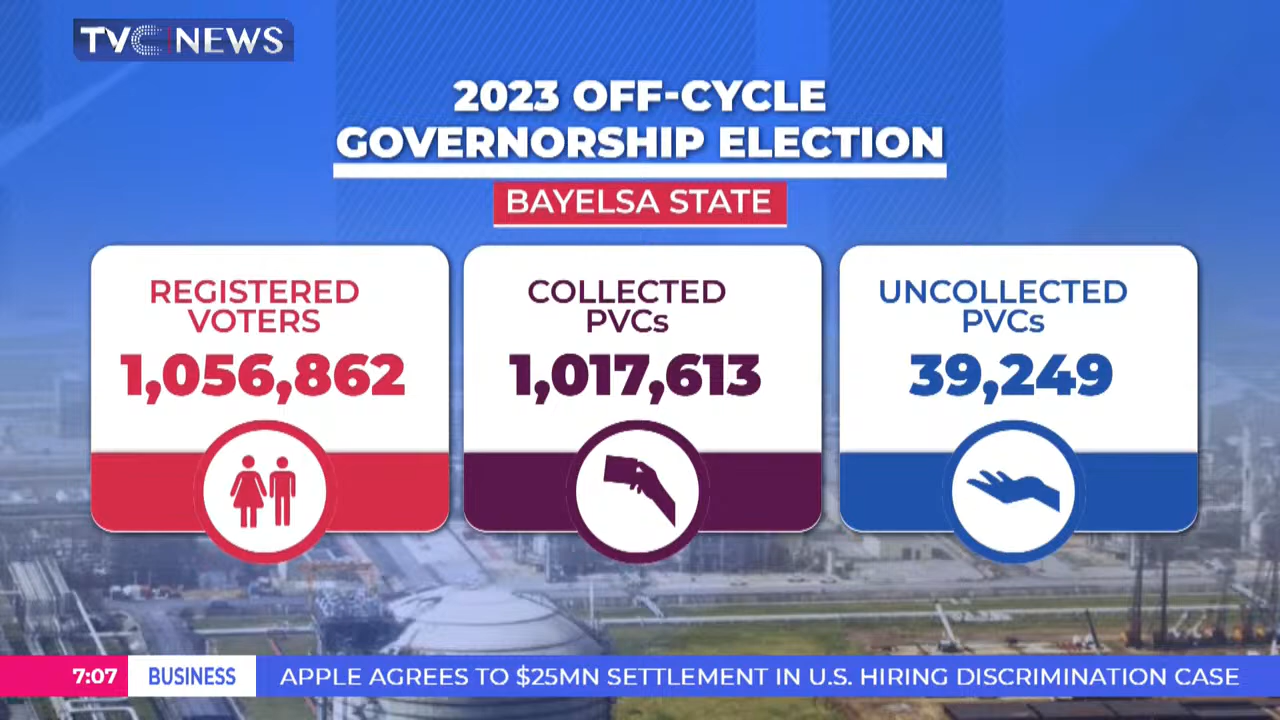 TVC NEWS
2023 OFF-CYCLE
GOVERNORSHIP ELECTION
BAYELSA STATE
REGISTERED
VOTERS
1,056,862
COLLECTED
PVCs
1,017,613
UNCOLLECTED
PVCs
39,249
7:07 BUSINESS APPLE AGREES TO $25MN SETTLEMENT IN U.S. HIRING DISCRIMINATION CASE